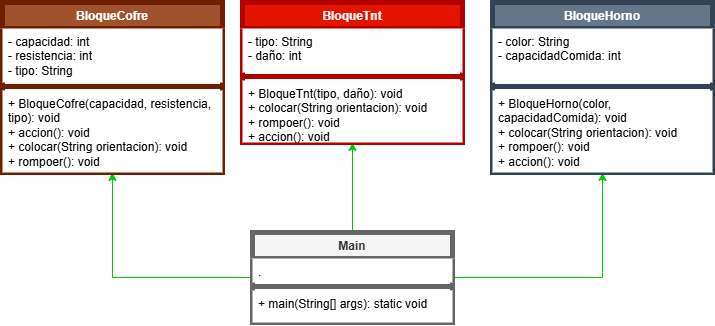 BloqueCofre
- capacidad: int
- resistencia: int
- tipo: String
+ BloqueCofre(capacidad, resistencia,
tipo): void
+ accion(): void
+ colocar(String orientacion): void
+ rompoer(): void
BloqueTnt
- tipo: String
- daño: int
+ BloqueTnt(tipo, daño): void
+ colocar(String orientacion): void
+ rompoer(): void
+ accion(): void
BloqueHorno
- color: String
- capacidadComida: int
+ BloqueHorno(color,
capacidadComida): void
+ colocar(String orientacion): void
+ rompoer(): void
+ accion(): void
Main
.
+ main(String[] args): static void